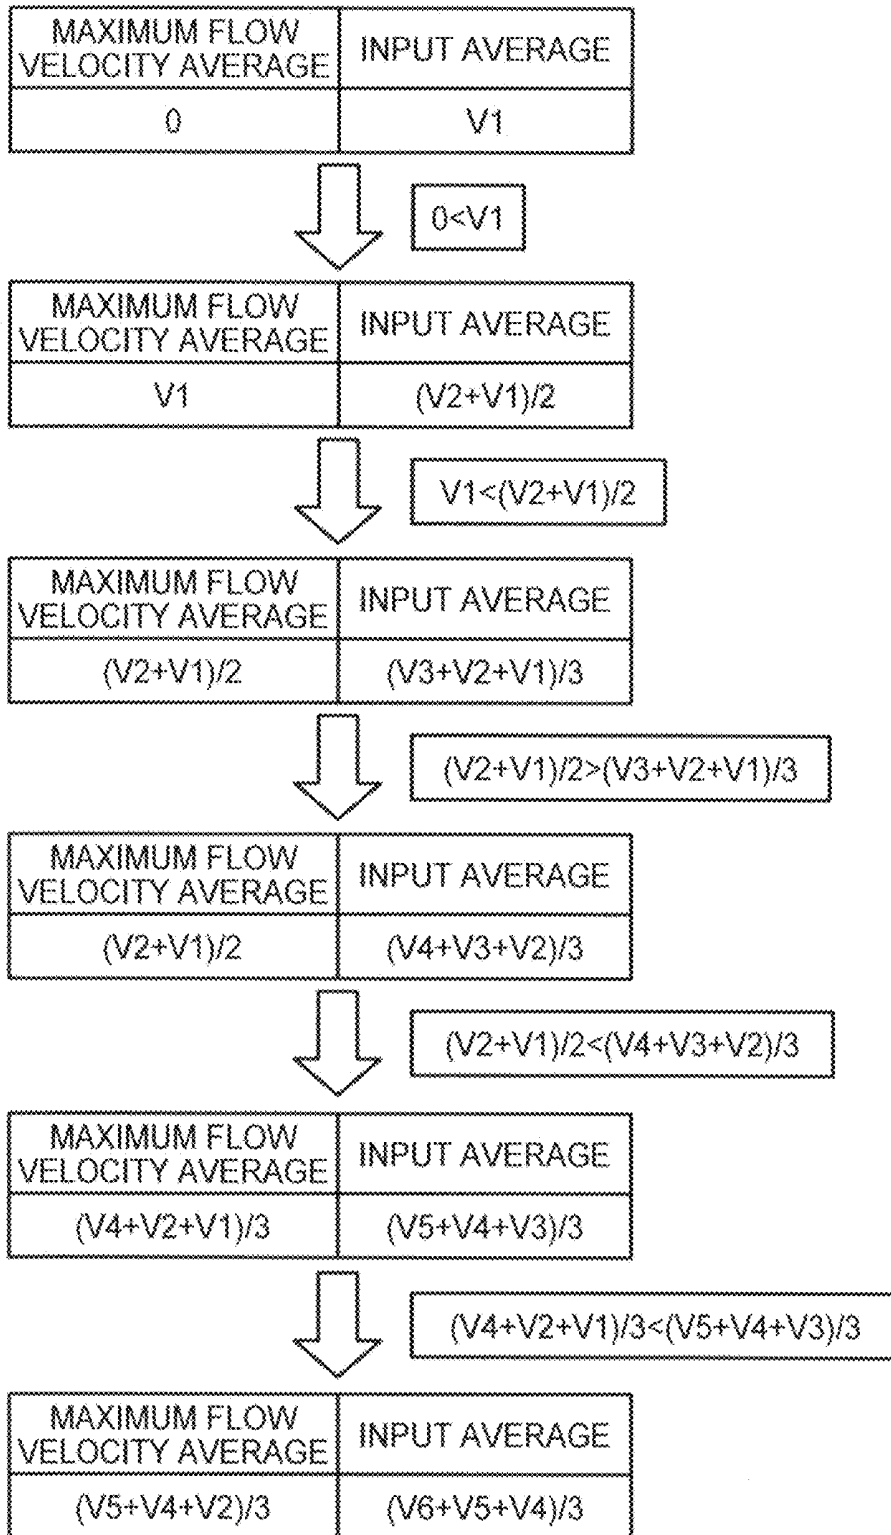 MAXIMUM FLOW
VELOCITY AVERAGE
INPUT AVERAGE
0
V1
0<V1
MAXIMUM FLOW
VELOCITY AVERAGE
INPUT AVERAGE
V1
(V2+V1)/2
V1<(V2+V1)/2
MAXIMUM FLOW
VELOCITY AVERAGE
INPUT AVERAGE
(V2+V1)/2
(V3+V2+V1)/3
(V2+V1)/2>(V3+V2+V1)/3
MAXIMUM FLOW
VELOCITY AVERAGE
INPUT AVERAGE
(V2+V1)/2
(V4+V3+V2)/3
(V2+V1)/2<(V4+V3+V2)/3
MAXIMUM FLOW
VELOCITY AVERAGE
INPUT AVERAGE
(V4+V2+V1)/3
(V5+V4+V3)/3
(V4+V2+V1)/3<(V5+V4+V3)/3
MAXIMUM FLOW
VELOCITY AVERAGE
INPUT AVERAGE
(V5+V4+V2)/3
(V6+V5+V4)/3